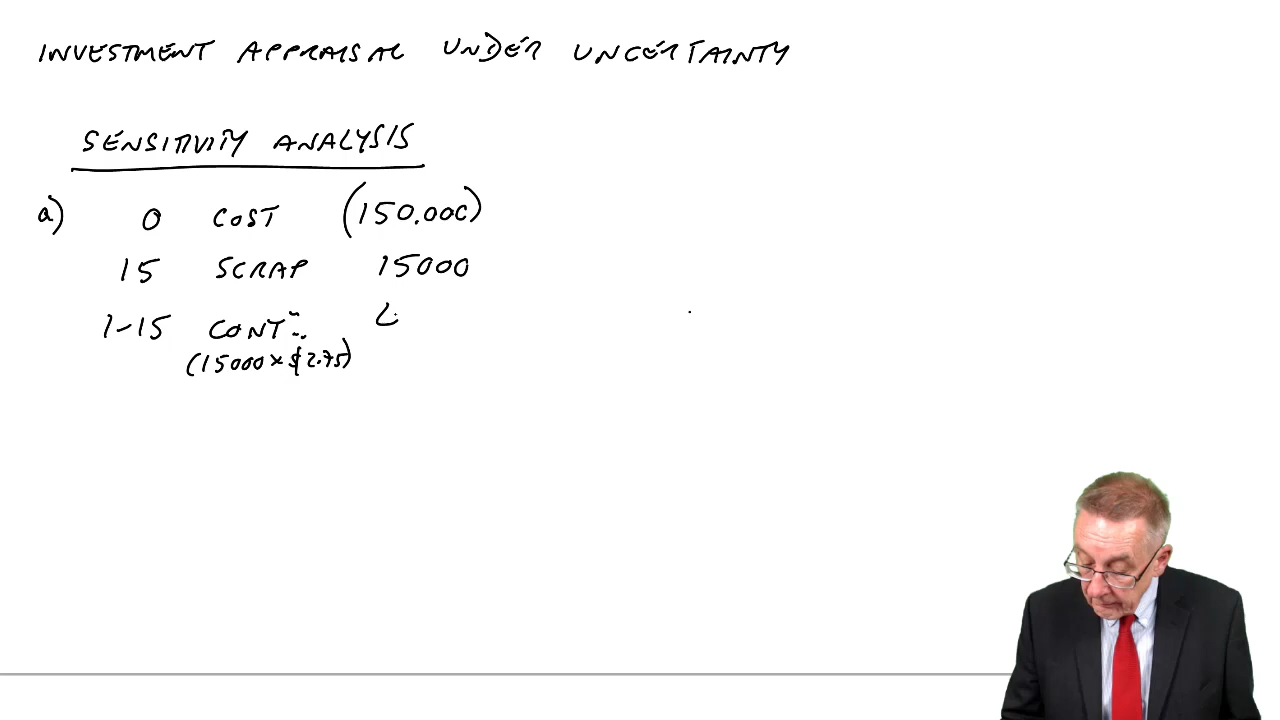 INVESTMENT APPRAISAL UNDER UNCERTAINTY
SENSITIVITY ANALYSIS
a) 0 COST (150,000)
15 SCRAP 15000
1-15 CONT:
(15000 x $2.75)